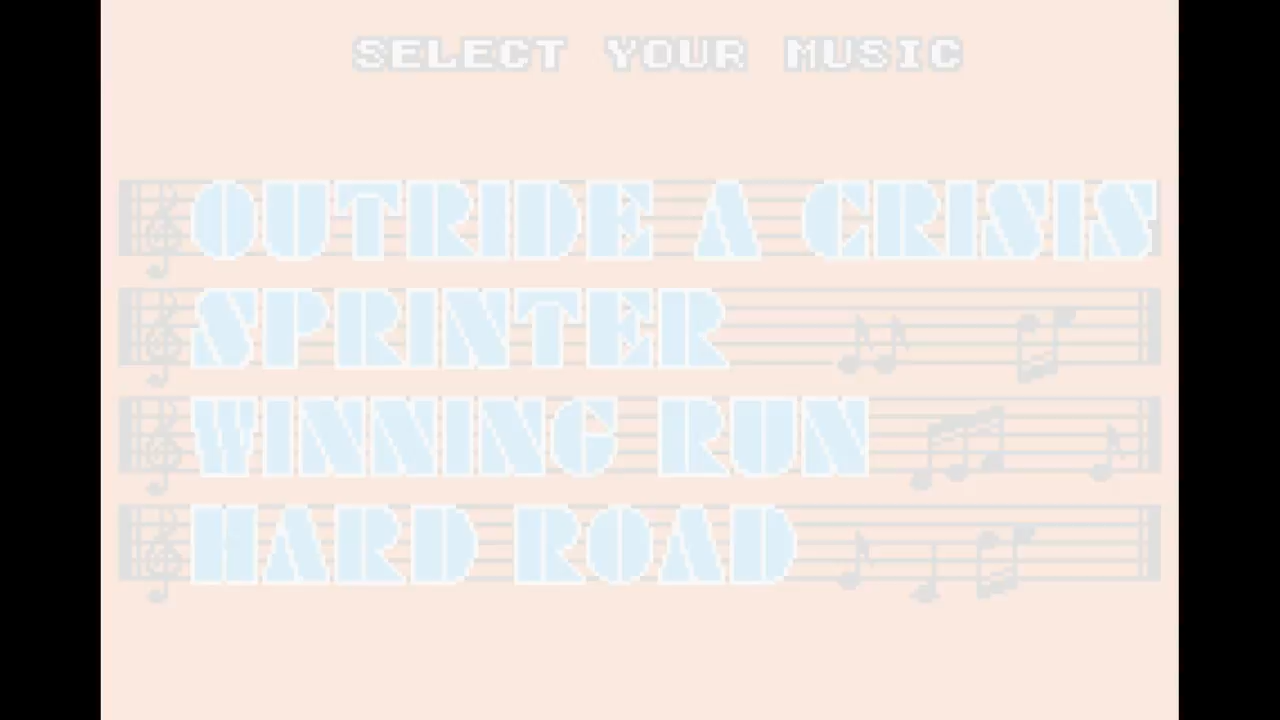 SELECT YOUR MUSIC
OUTRIDE A CRISIS
SPRINTER
WINNING RUN
HARD ROAD